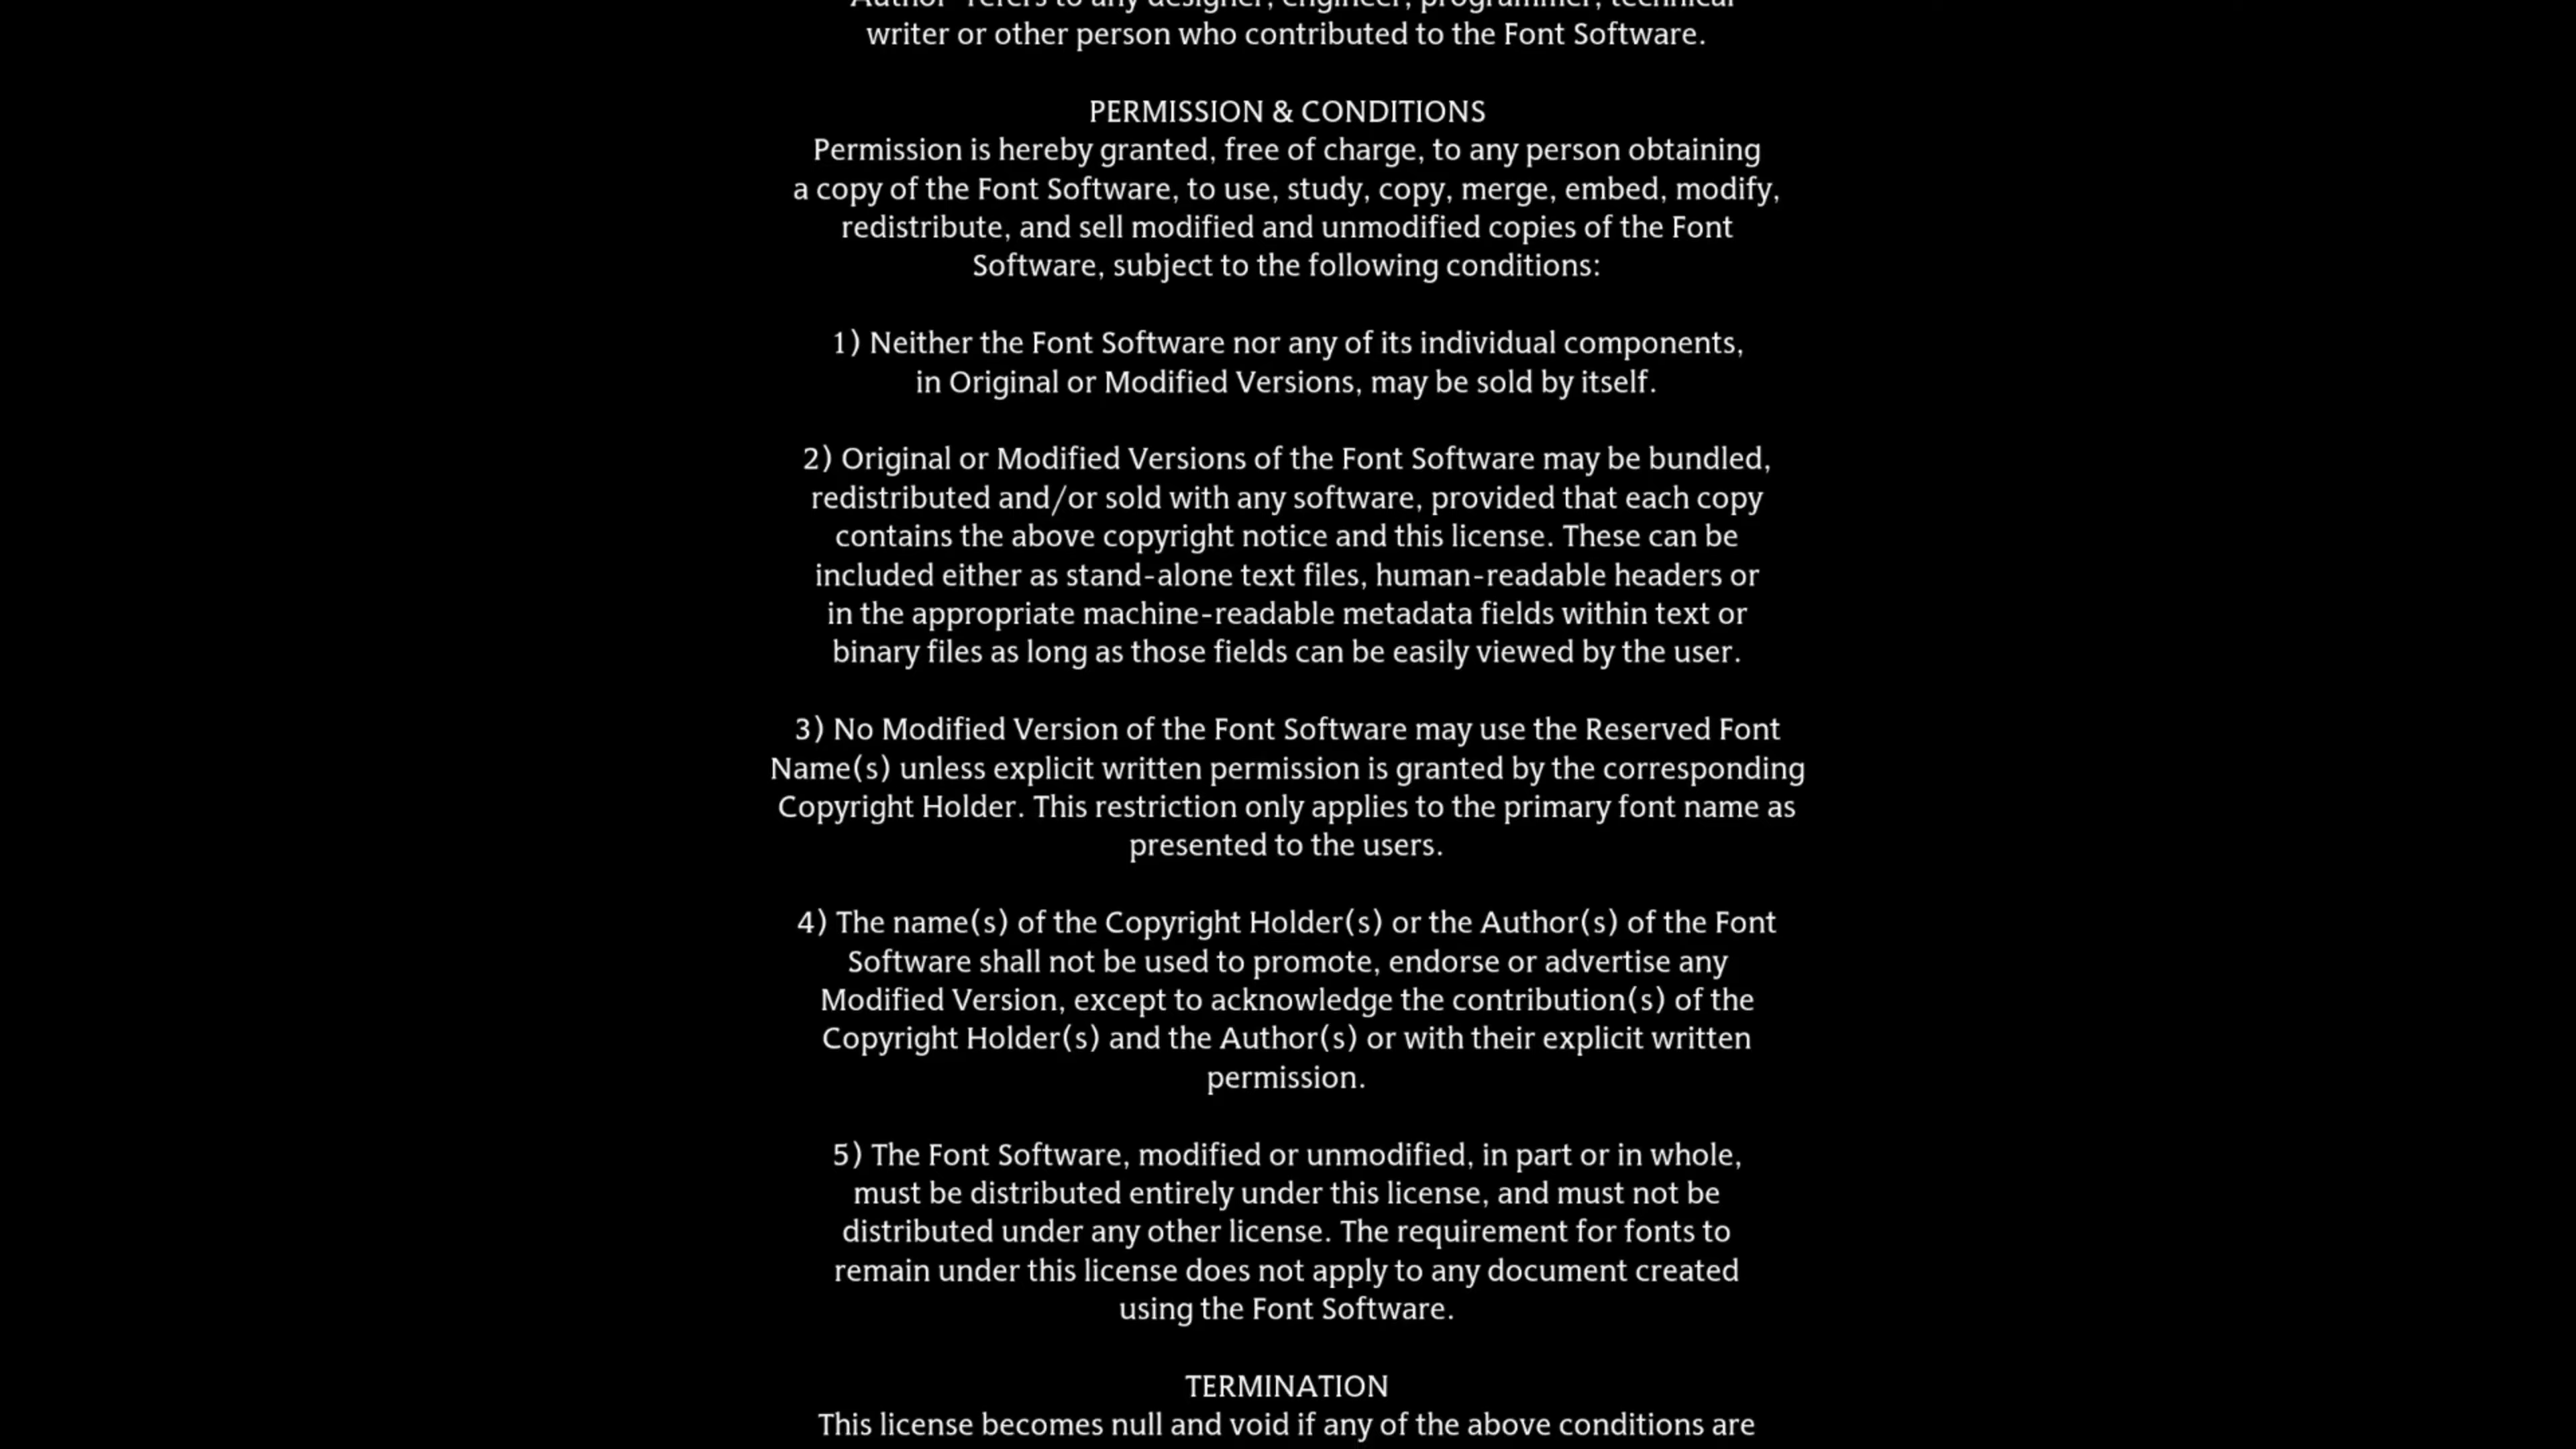 Author" refers to any designer, engineer, programmer, technical
writer or other person who contributed to the Font Software.
PERMISSION & CONDITIONS
Permission is hereby granted, free of charge, to any person obtaining
a copy of the Font Software, to use, study, copy, merge, embed, modify,
redistribute, and sell modified and unmodified copies of the Font
Software, subject to the following conditions:
1) Neither the Font Software nor any of its individual components,
in Original or Modified Versions, may be sold by itself.
2) Original or Modified Versions of the Font Software may be bundled,
redistributed and/or sold with any software, provided that each copy
contains the above copyright notice and this license. These can be
included either as stand-alone text files, human-readable headers or
in the appropriate machine-readable metadata fields within text or
binary files as long as those fields can be easily viewed by the user.
3) No Modified Version of the Font Software may use the Reserved Font
Name(s) unless explicit written permission is granted by the corresponding
Copyright Holder. This restriction only applies to the primary font name as
presented to the users.
4) The name(s) of the Copyright Holder(s) or the Author(s) of the Font
Software shall not be used to promote, endorse or advertise any
Modified Version, except to acknowledge the contribution(s) of the
Copyright Holder(s) and the Author(s) or with their explicit written
permission.
5) The Font Software, modified or unmodified, in part or in whole,
must be distributed entirely under this license, and must not be
distributed under any other license. The requirement for fonts to
remain under this license does not apply to any document created
using the Font Software.
TERMINATION
This license becomes null and void if any of the above conditions are